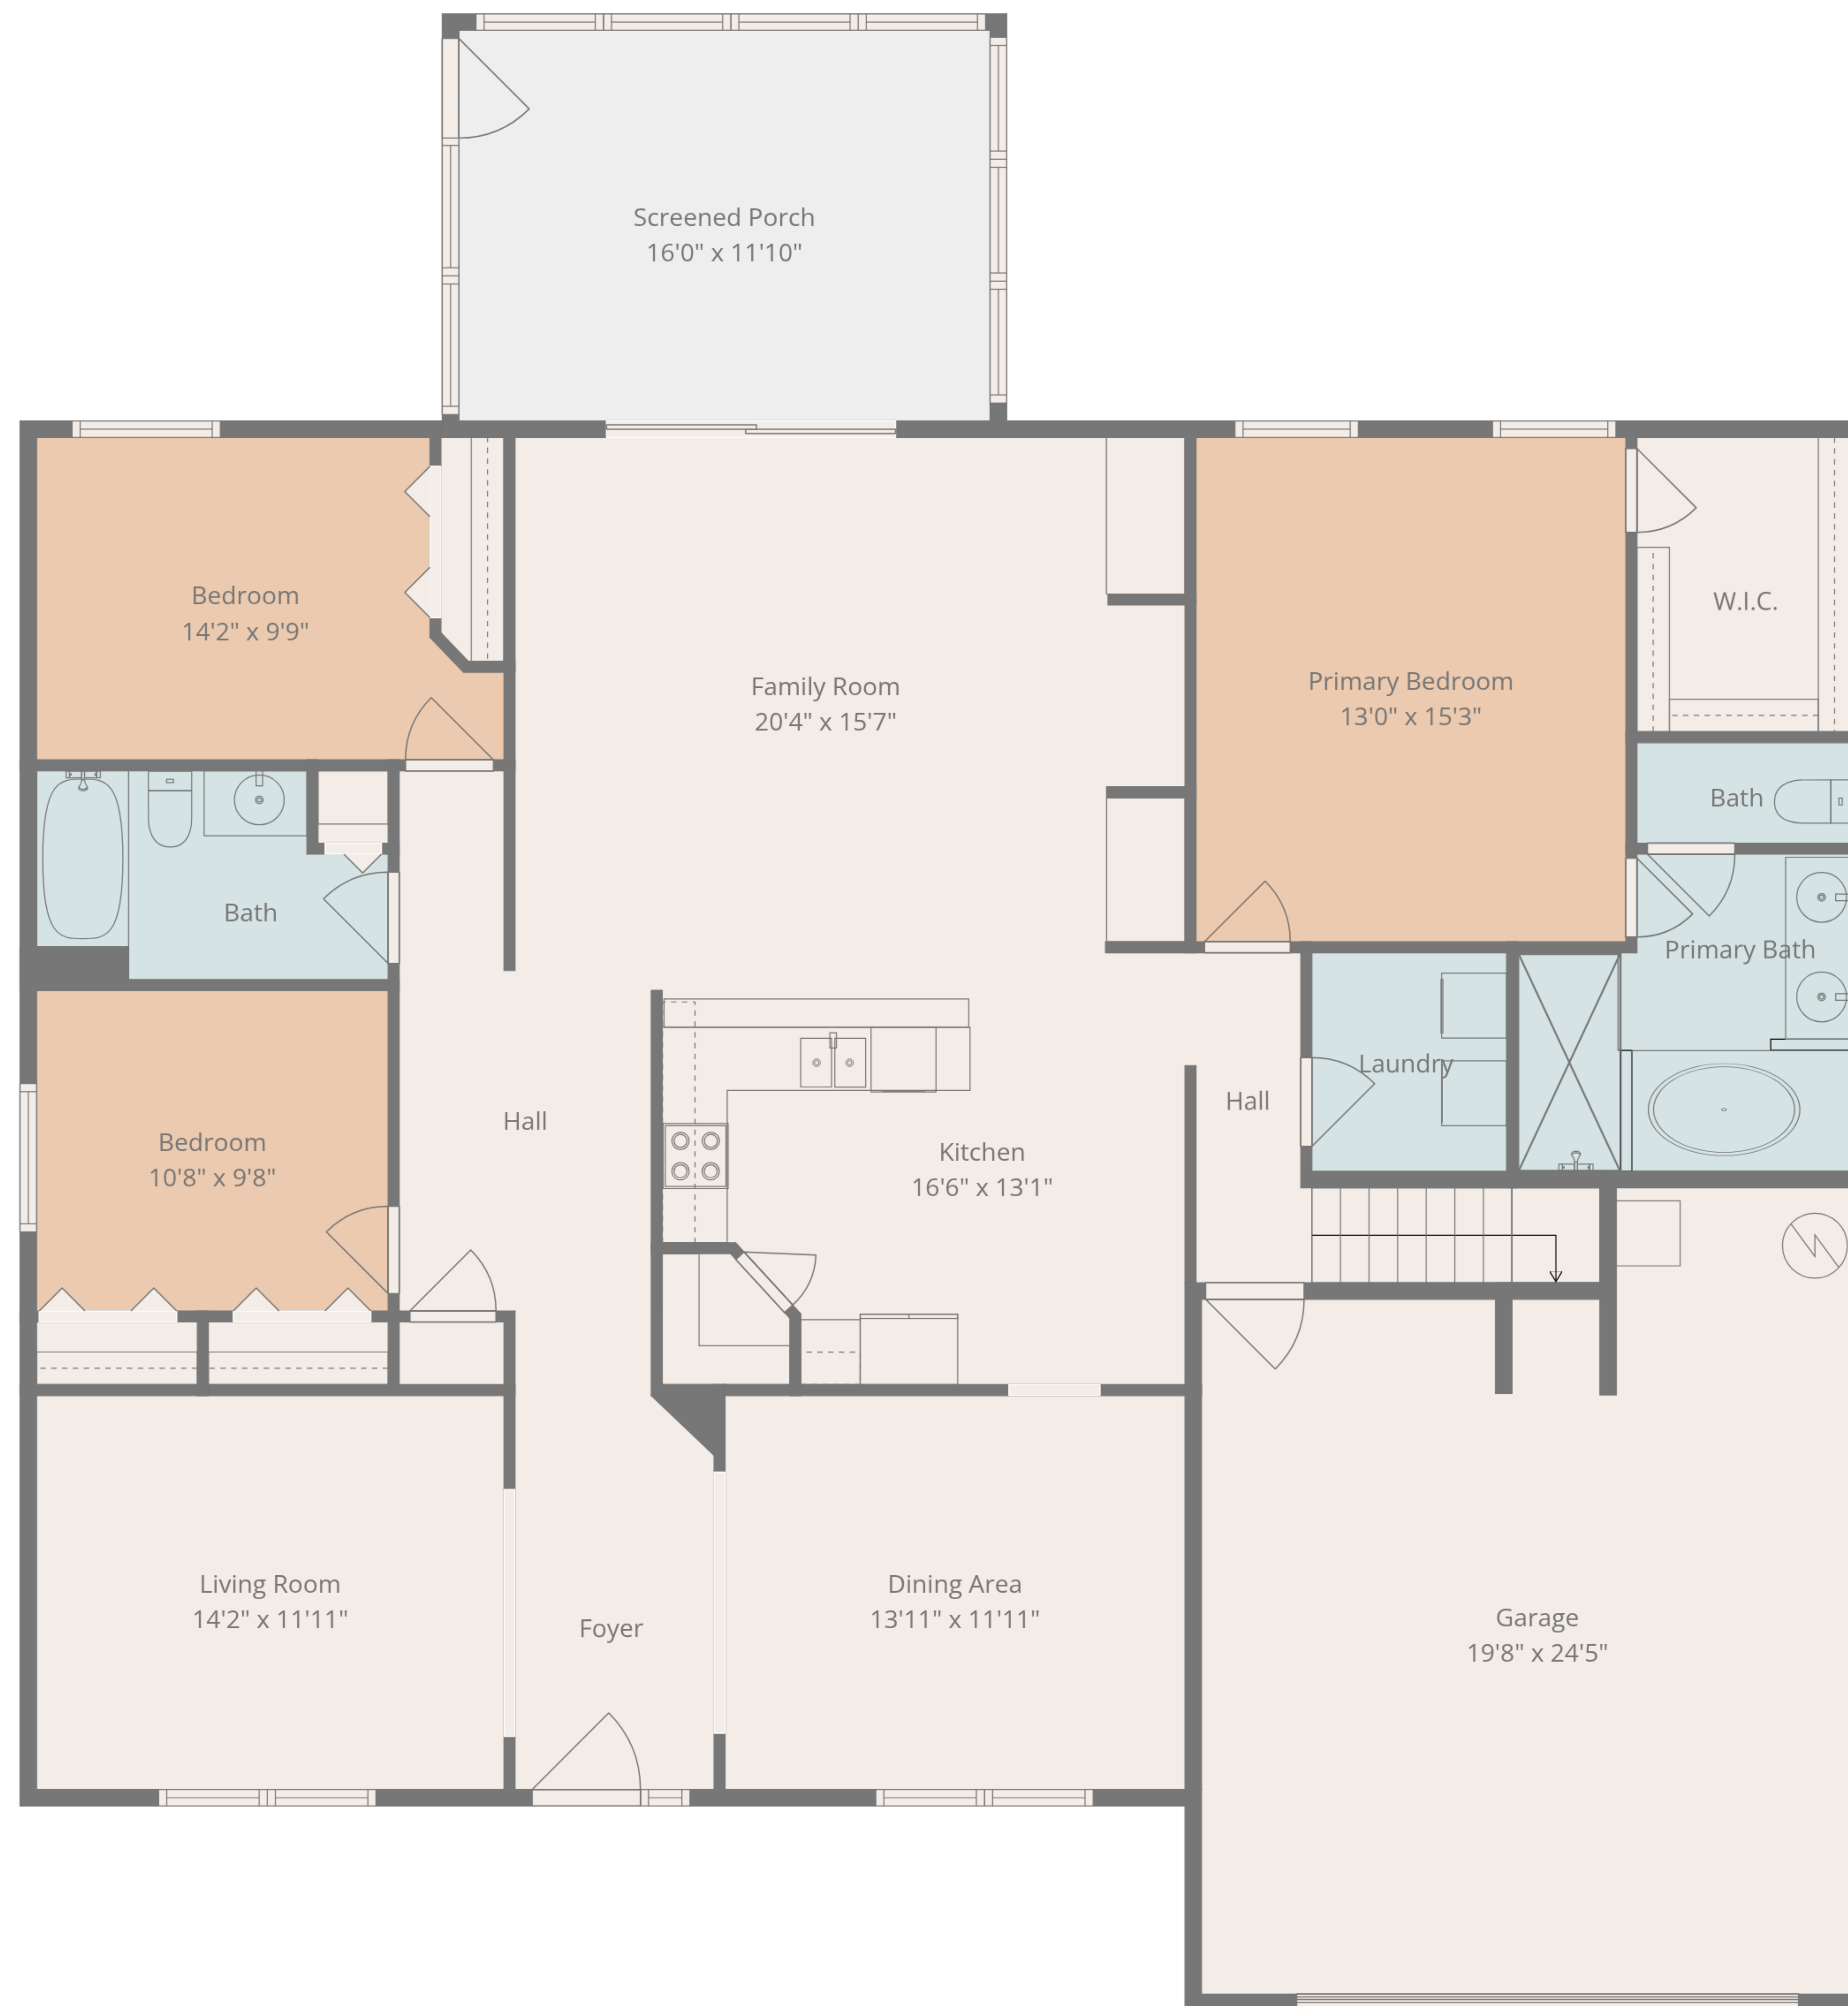 Screened Porch
16'0" x 11'10"
Bedroom
14'2" x 9'9"
Family Room
20'4" x 15'7"
Primary Bedroom
13'0" x 15'3"
W.I.C.
Bath
Bath
Primary Bath
Laundry
Hall
Hall
Bedroom
10'8" x 9'8"
Kitchen
16'6" x 13'1"
Living Room
14'2" x 11'11"
Foyer
Dining Area
13'11" x 11'11"
Garage
19'8" x 24'5"